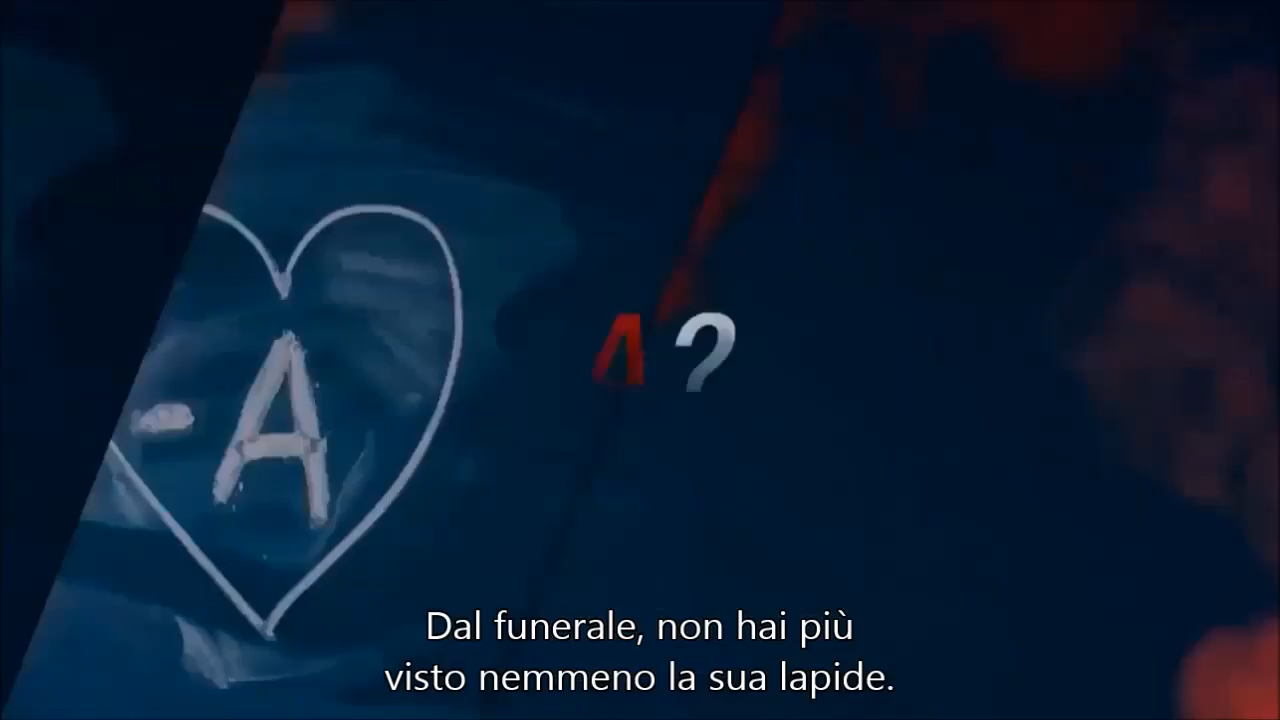 -A
A?
Dal funerale, non hai più
visto nemmeno la sua lapide.